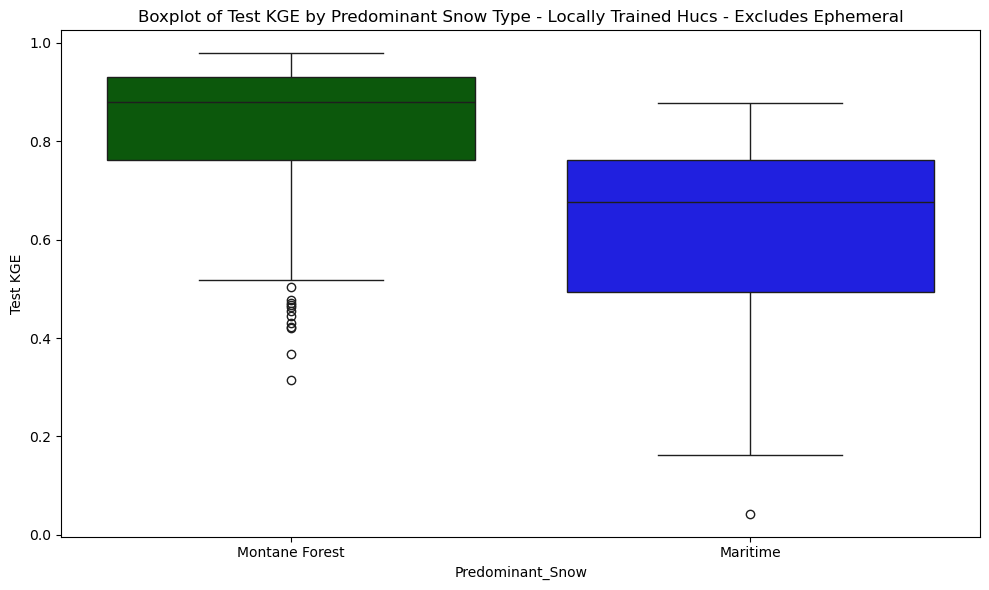 Boxplot of Test KGE by Predominant Snow Type - Locally Trained Hucs - Excludes Ephemeral
1.0
0.8
0.6
0.4
0.2
0.0
Test KGE
Montane Forest
Maritime
Predominant_Snow